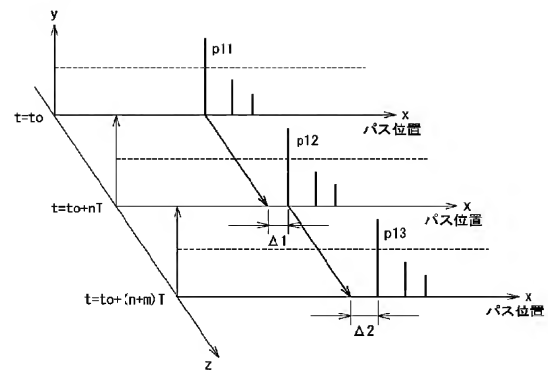 y
p11
t=to
x
パス位置
p12
t=to+nT
x
パス位置
Δ1
p13
t=to+(n+m)T
x
パス位置
Δ2
z